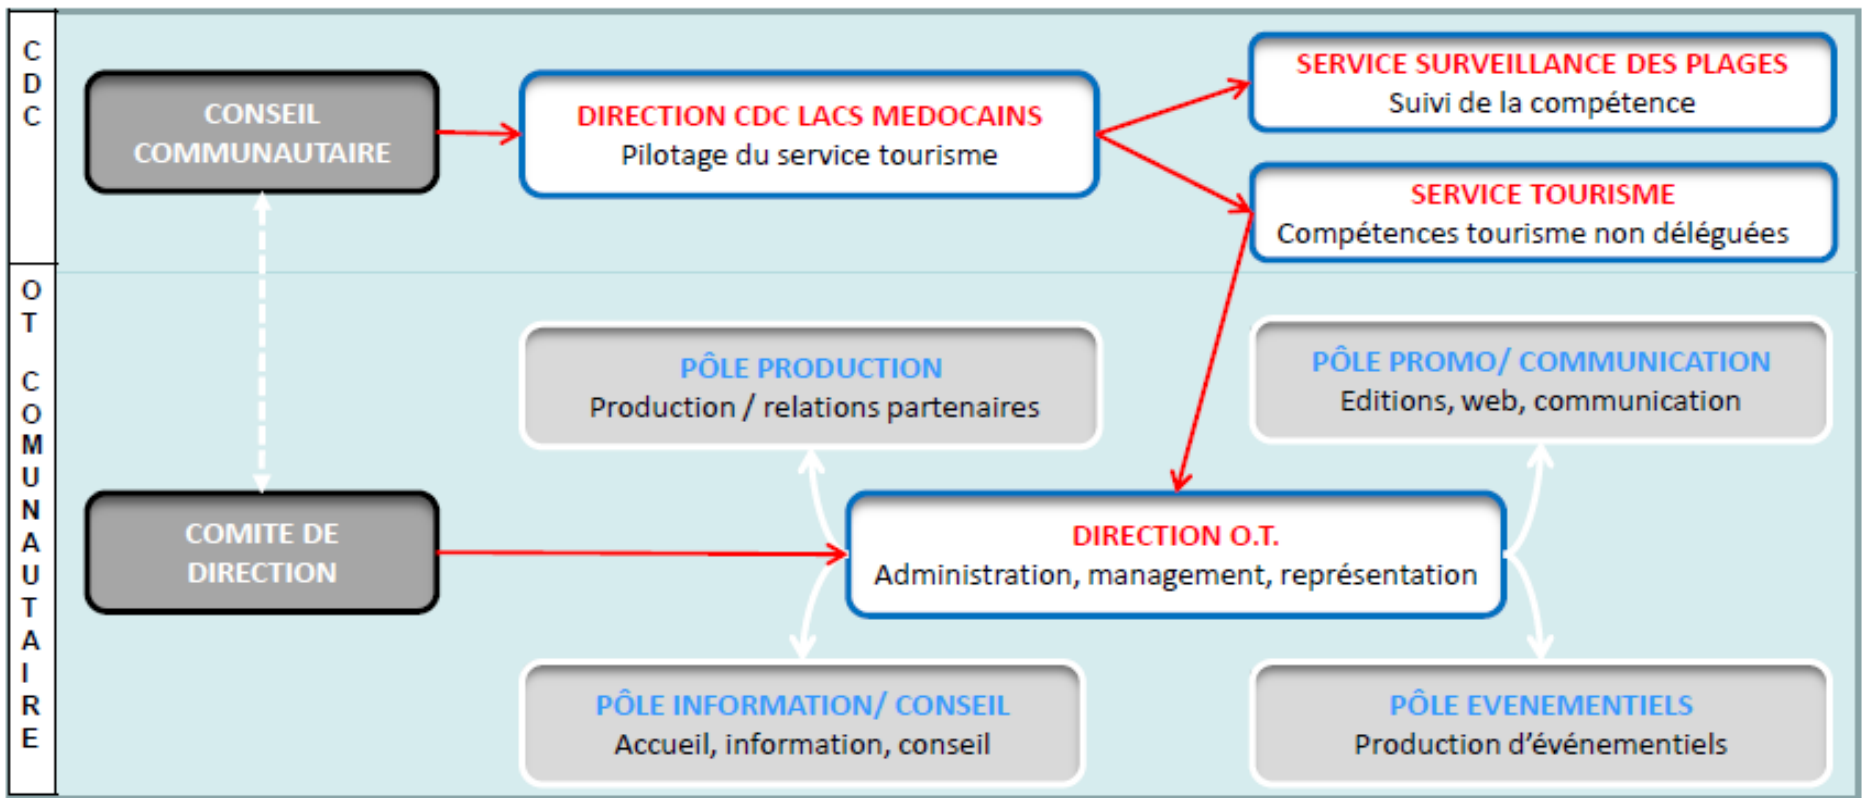 C
D
C
CONSEIL
COMMUNAUTAIRE
DIRECTION CDC LACS MEDOCAINS
Pilotage du service tourisme
SERVICE SURVEILLANCE DES PLAGES
Suivi de la compétence
SERVICE TOURISME
Compétences tourisme non déléguées
O
T
C
O
M
U
N
A
U
T
A
I
R
E
PÔLE PRODUCTION
Production / relations partenaires
PÔLE PROMO/ COMMUNICATION
Editions, web, communication
COMITE DE
DIRECTION
DIRECTION O.T.
Administration, management, représentation
PÔLE INFORMATION/ CONSEIL
Accueil, information, conseil
PÔLE EVENEMENTIELS
Production d’événementiels